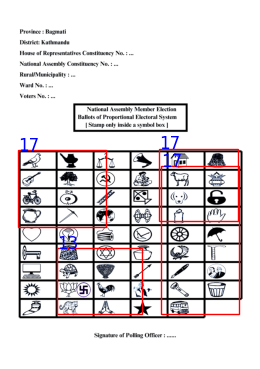 Province : Bagmati
District: Kathmandu
House of Representatives Constituency No. : ...
National Assembly Constituency No. : ...
Rural/Municipality : ...
Ward No. : ...
Voters No. : ...
National Assembly Member Election
Ballots of Proportional Electoral System
[ Stamp only inside a symbol box ]
17
17
17
13
Signature of Polling Officer : ......